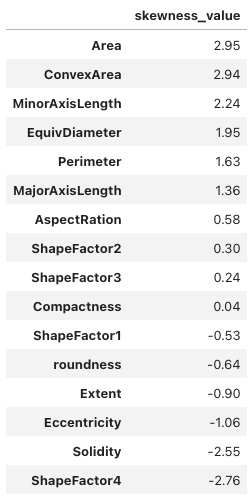 skewness_value
Area 2.95
ConvexArea 2.94
MinorAxisLength 2.24
EquivDiameter 1.95
Perimeter 1.63
MajorAxisLength 1.36
AspectRation 0.58
ShapeFactor2 0.30
ShapeFactor3 0.24
Compactness 0.04
ShapeFactor1 -0.53
roundness -0.64
Extent -0.90
Eccentricity -1.06
Solidity -2.55
ShapeFactor4 -2.76